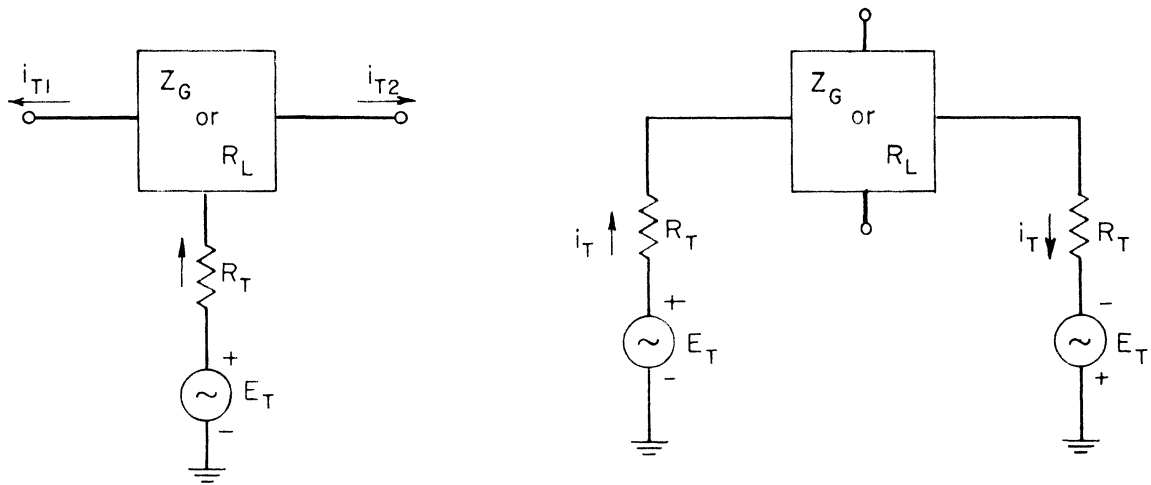 i_T1
Z_G
or
R_L
i_T2
R_T
+
E_T
−
Z_G
or
R_L
i_T
R_T
+
E_T
-
i_T
R_T
-
E_T
+